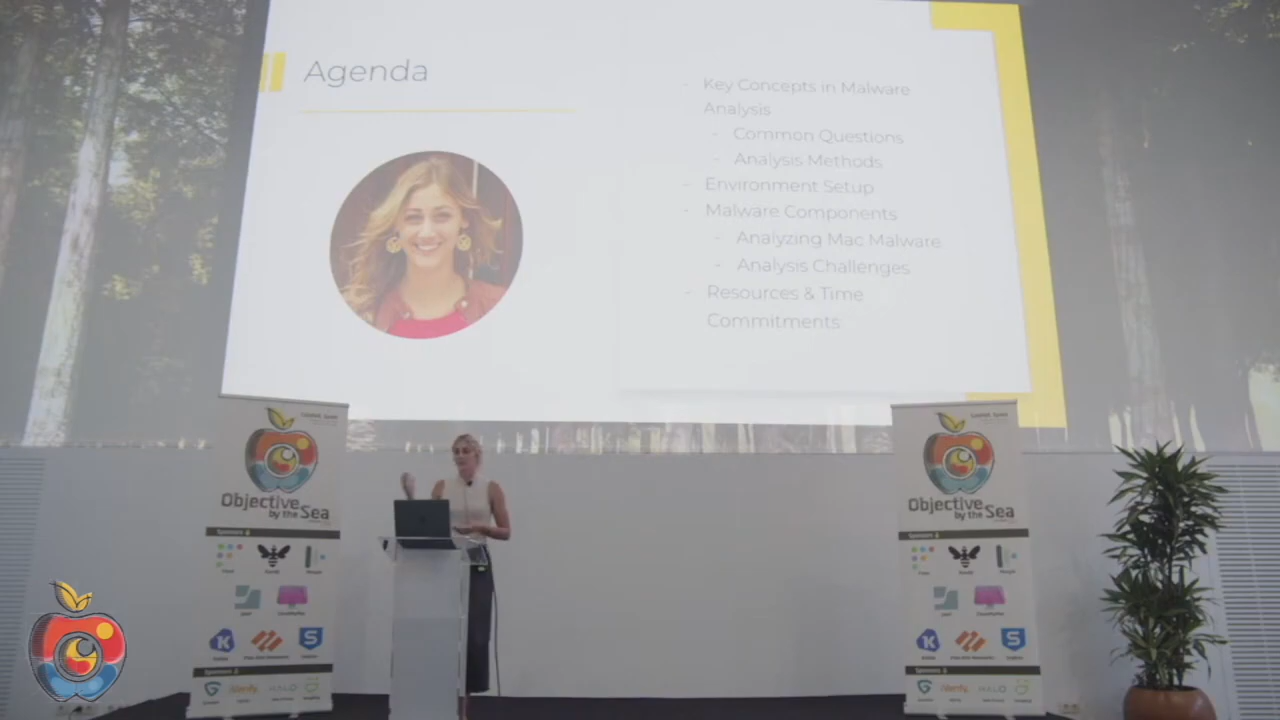 Agenda
- Key Concepts in Malware
Analysis
- Common Questions
- Analysis Methods
- Environment Setup
- Malware Components
- Analyzing Mac Malware
- Analysis Challenges
- Resources & Time
Commitments
Objective
by the Sea
Objective
by the Sea